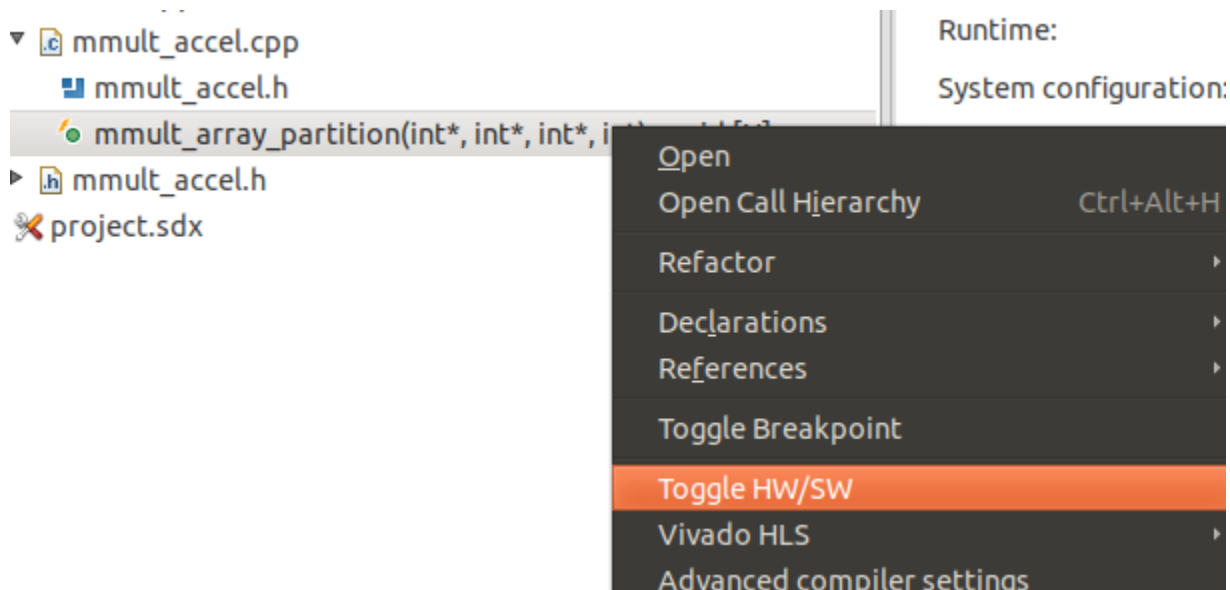 mmult_accel.cpp
mmult_accel.h
mmult_array_partition(int*, int*, int*,
mmult_accel.h
project.sdx
Runtime:
System configuration:
Open
Open Call Hierarchy Ctrl+Alt+H
Refactor
Declarations
References
Toggle Breakpoint
Toggle HW/SW
Vivado HLS
Advanced compiler settings